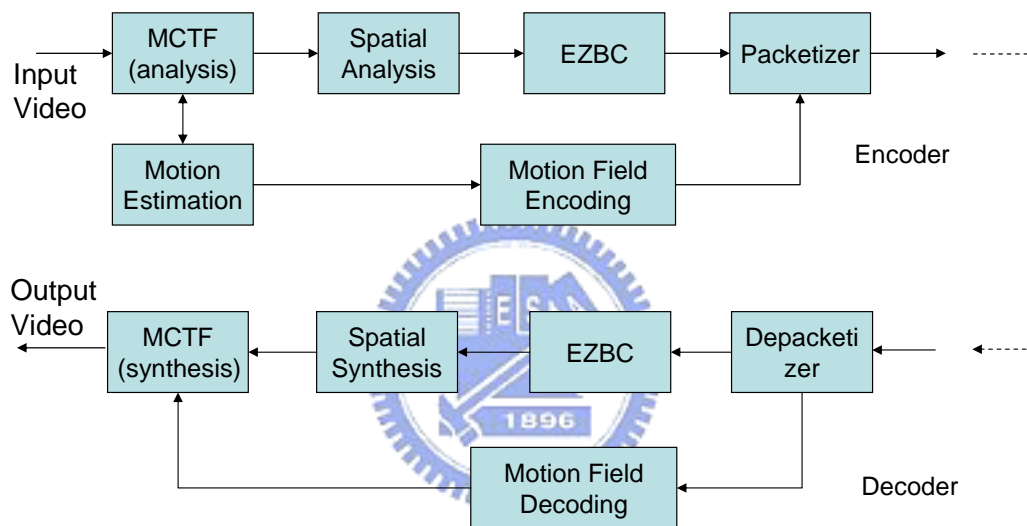 MCTF
(analysis)
Spatial
Analysis
EZBC
Packetizer
Input
Video
Motion
Estimation
Motion Field
Encoding
Encoder
Output
Video
MCTF
(synthesis)
Spatial
Synthesis
EZBC
Depacketi
zer
E S
1896
Motion Field
Decoding
Decoder